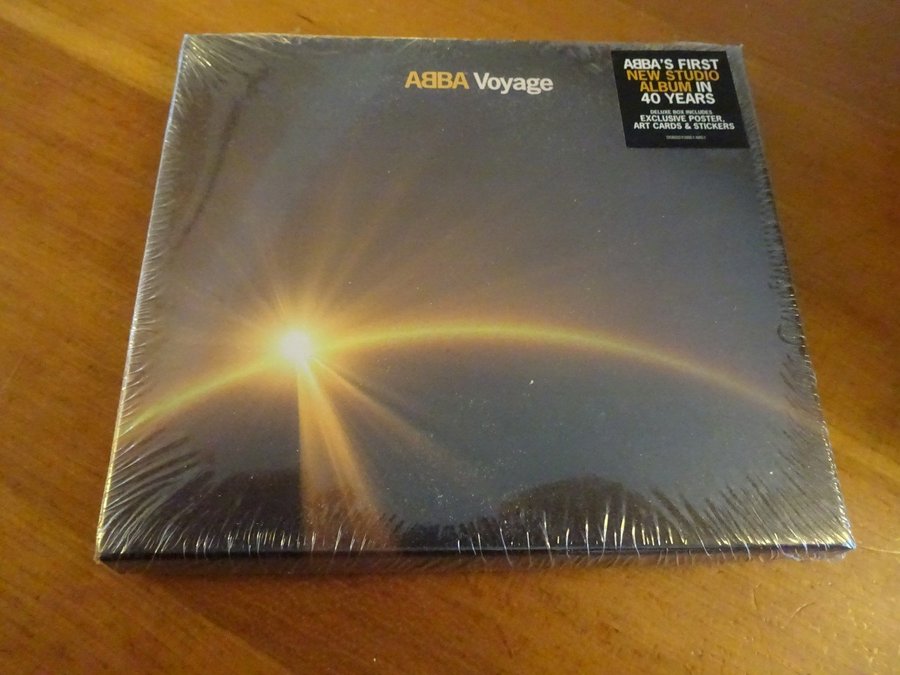 ABBA Voyage
ABBA'S FIRST
NEW STUDIO
ALBUM IN
40 YEARS
DELUXE BOX INCLUDES
EXCLUSIVE POSTER,
ART CARDS & STICKERS